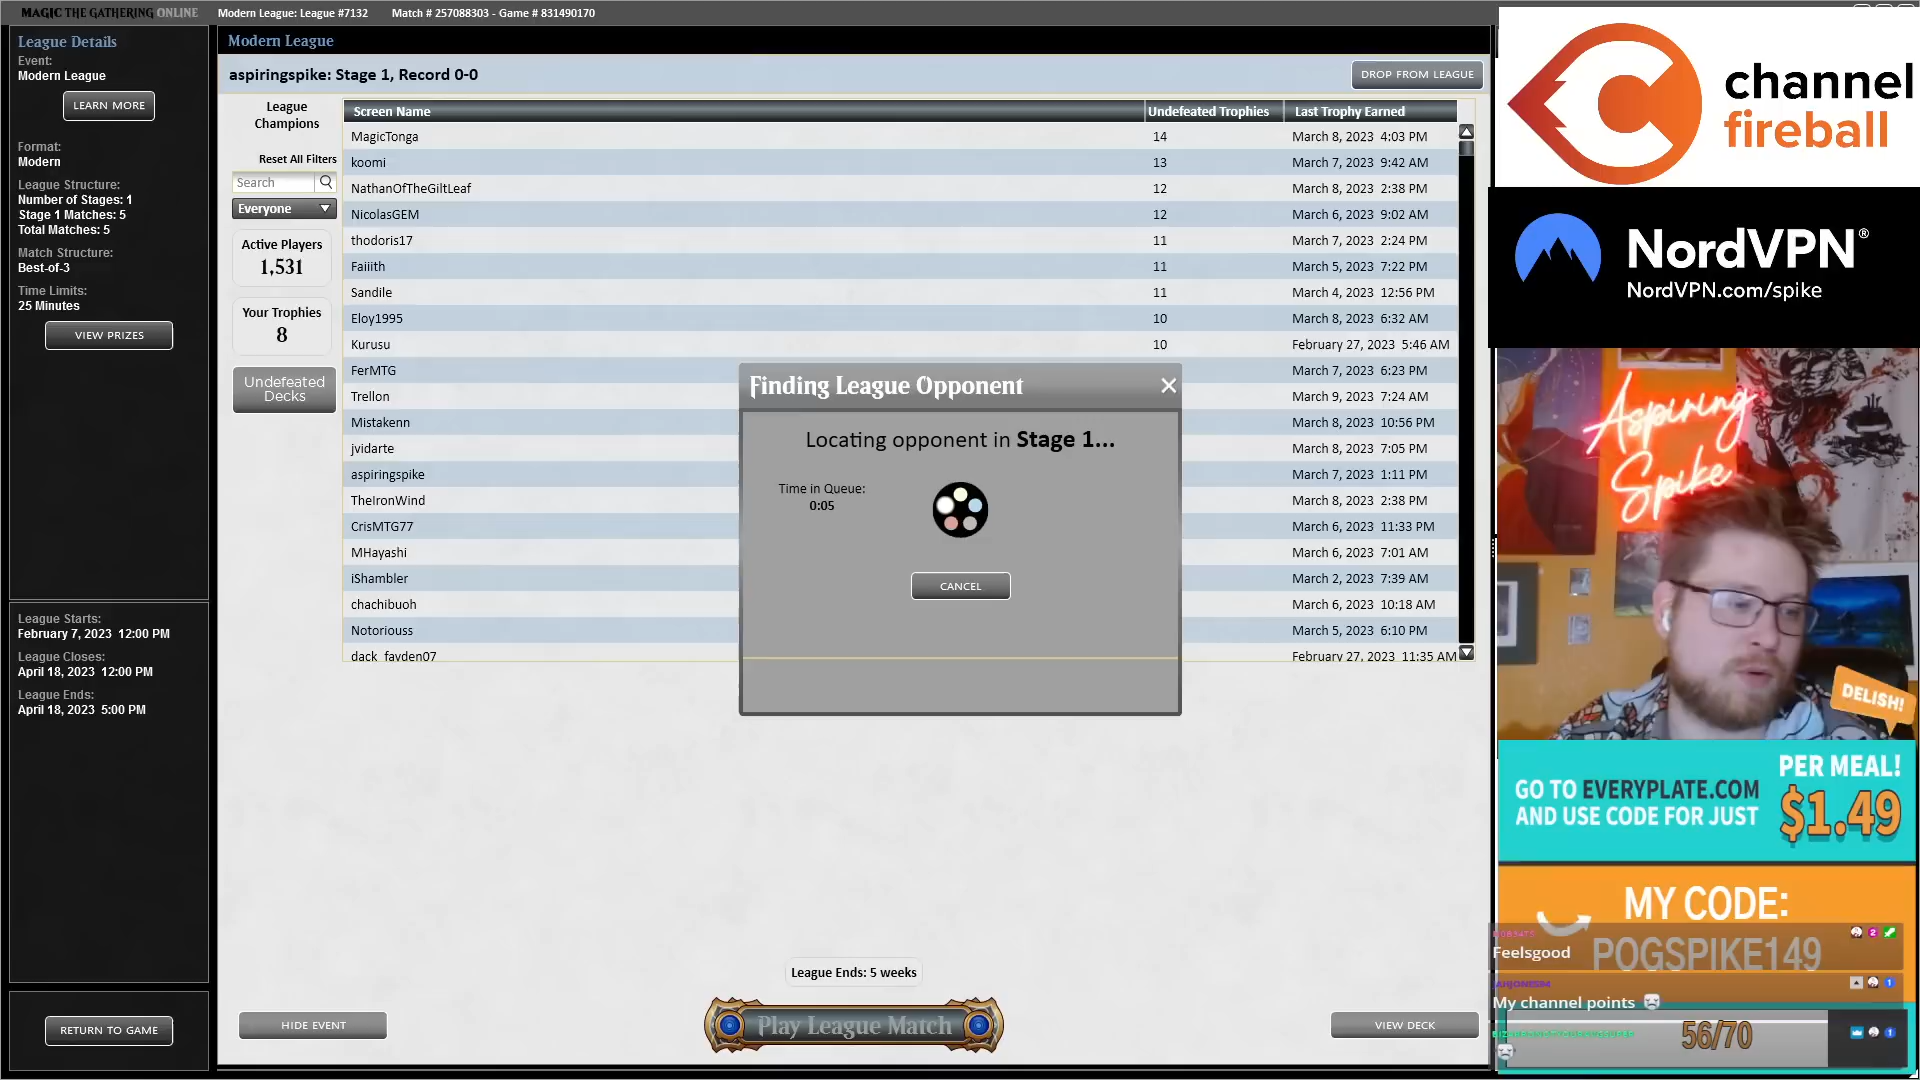 MAGIC THE GATHERING ONLINE
Modern League: League #7132
Match # 257088303 - Game # 831490170
League Details
Event:
Modern League
LEARN MORE
Format:
Modern
League Structure:
Number of Stages: 1
Stage 1 Matches: 5
Total Matches: 5
Match Structure:
Best-of-3
Time Limits:
25 Minutes
VIEW PRIZES
League Starts:
February 7, 2023 12:00 PM
League Closes:
April 18, 2023 12:00 PM
League Ends:
April 18, 2023 5:00 PM
RETURN TO GAME
Modern League
aspiringspike: Stage 1, Record 0-0
DROP FROM LEAGUE
League
Champions
Reset All Filters
Search
Everyone
Active Players
1,531
Your Trophies
8
Undefeated
Decks
Screen Name Undefeated Trophies Last Trophy Earned
MagicTonga 14 March 8, 2023 4:03 PM
koomi 13 March 7, 2023 9:42 AM
NathanOfTheGiltLeaf 12 March 8, 2023 2:38 PM
NicolasGEM 12 March 6, 2023 9:02 AM
thodoris17 11 March 7, 2023 2:24 PM
Faiiith 11 March 5, 2023 7:22 PM
Sandile 11 March 4, 2023 12:56 PM
Eloy1995 10 March 8, 2023 6:32 AM
Kurusu 10 February 27, 2023 5:46 AM
FerMTG March 7, 2023 6:23 PM
Trellon March 9, 2023 7:24 AM
Mistakenn March 8, 2023 10:56 PM
jvidarte March 8, 2023 7:05 PM
aspiringspike March 7, 2023 1:11 PM
TheIronWind March 8, 2023 2:38 PM
CrisMTG77 March 6, 2023 11:33 PM
MHayashi March 6, 2023 7:01 AM
iShambler March 2, 2023 7:39 AM
chachibuoh March 6, 2023 10:18 AM
Notoriouss March 5, 2023 6:10 PM
dack_fayden07 February 27, 2023 11:35 AM
Finding League Opponent
Locating opponent in Stage 1...
Time in Queue:
0:05
CANCEL
League Ends: 5 weeks
HIDE EVENT
Play League Match
VIEW DECK
channel
fireball
NordVPN®
NordVPN.com/spike
Aspiring
Spike
DELISH!
GO TO EVERYPLATE.COM
AND USE CODE FOR JUST
PER MEAL!
$1.49
MY CODE:
POGSPIKE149
Feelsgood
My channel points
56/70